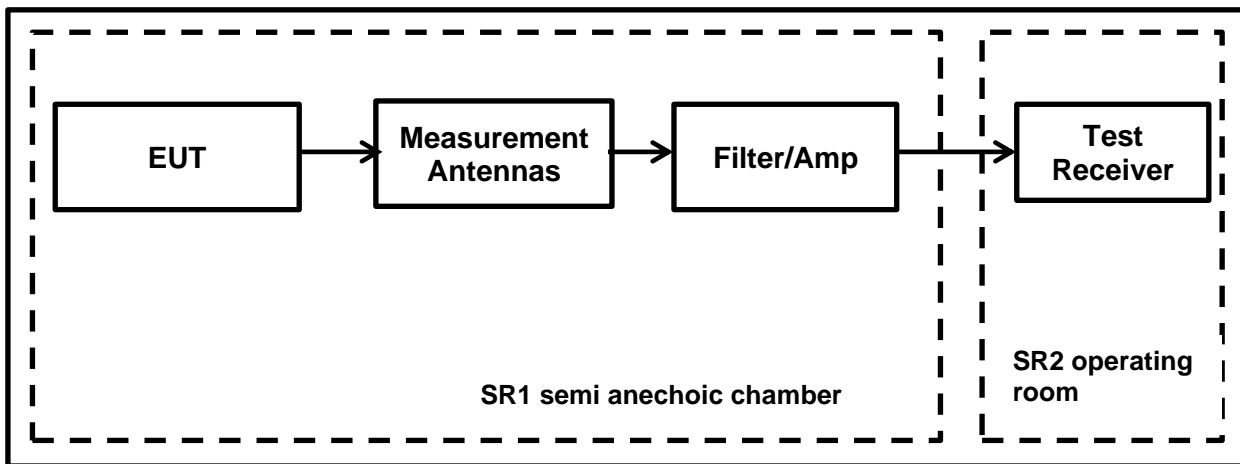 EUT
Measurement
Antennas
Filter/Amp
Test
Receiver
SR1 semi anechoic chamber
SR2 operating
room